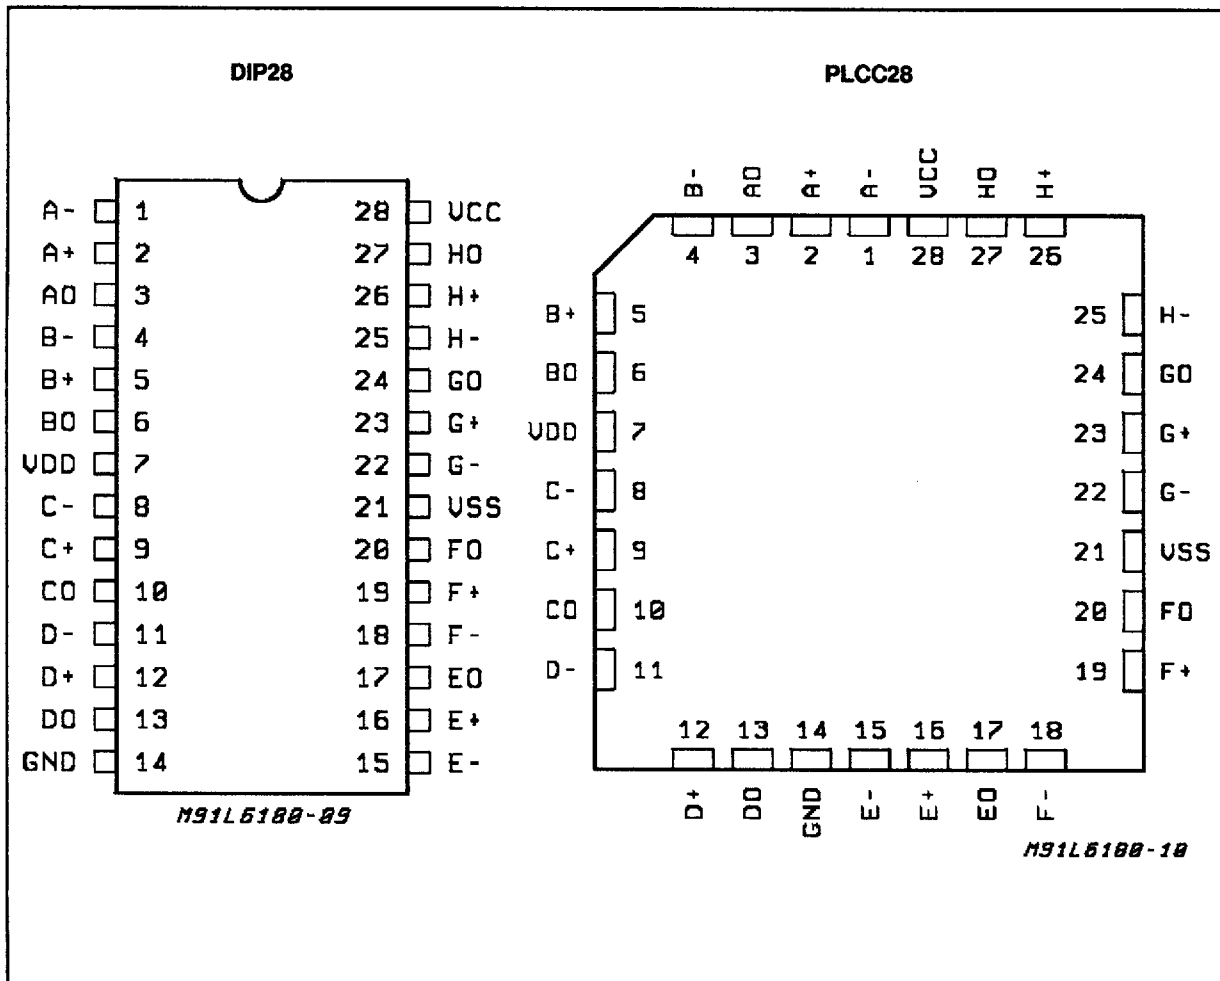 DIP28
A- 1 28 VCC
A+ 2 27 HO
AO 3 26 H+
B- 4 25 H-
B+ 5 24 GO
BO 6 23 G+
VDD 7 22 G-
C- 8 21 VSS
C+ 9 20 FO
CO 10 19 F+
D- 11 18 F-
D+ 12 17 EO
DO 13 16 E+
GND 14 15 E-
M91L6180-09
PLCC28
B- AO A+ A- VCC HO H+
4 3 2 1 28 27 26
B+ 5 25 H-
BO 6 24 GO
VDD 7 23 G+
C- 8 22 G-
C+ 9 21 VSS
CO 10 20 FO
D- 11 19 F+
12 13 14 15 16 17 18
D+ DO GND E- E+ EO F-
M91L6180-10